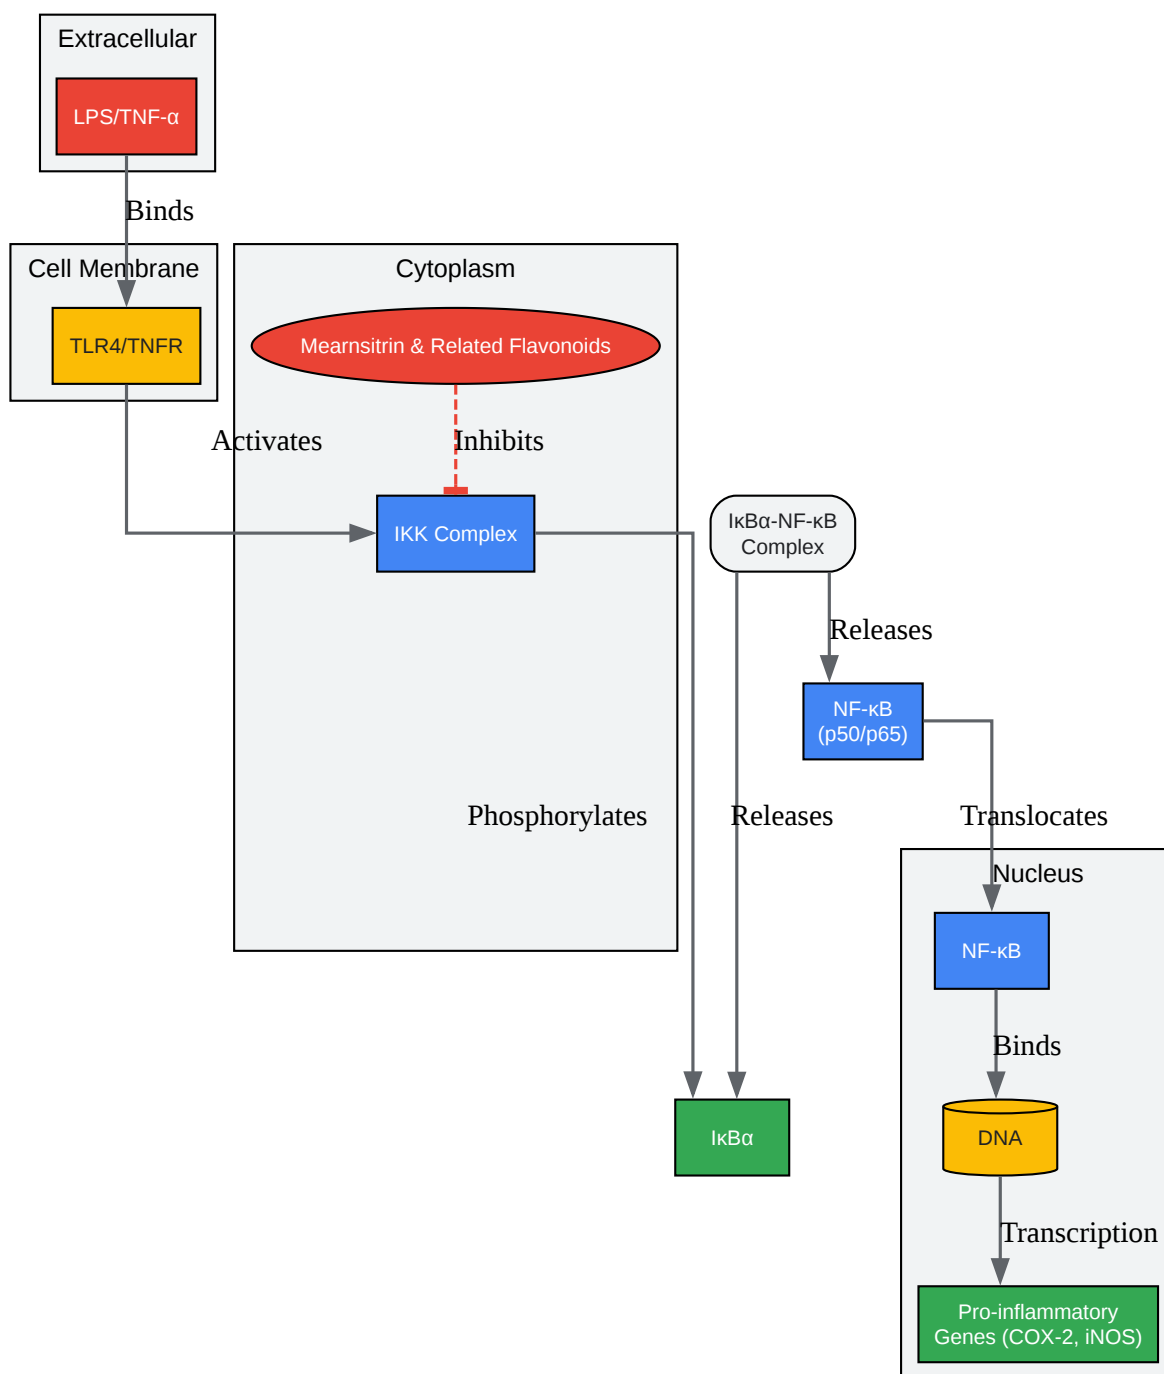 Extracellular
LPS/TNF-α
Binds
Cell Membrane
TLR4/TNFR
Cytoplasm
Mearnsitrin & Related Flavonoids
Activates
Inhibits
IKK Complex
IκBα-NF-κB
Complex
Releases
NF-κB
(p50/p65)
Phosphorylates
Releases
Translocates
Nucleus
NF-κB
Binds
IκBα
DNA
Transcription
Pro-inflammatory
Genes (COX-2, iNOS)